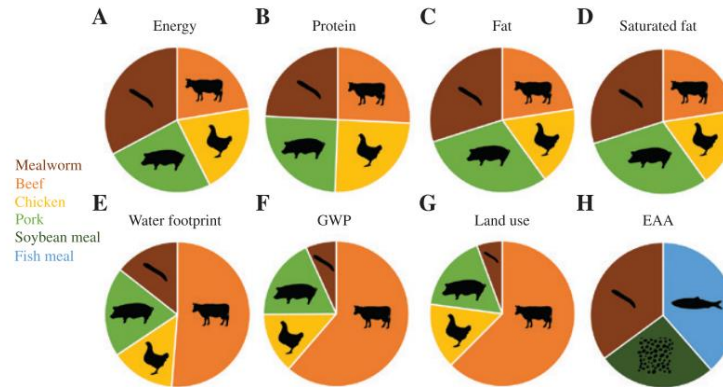 A
Energy
B
Protein
C
Fat
D
Saturated fat
Mealworm
Beef
Chicken
Pork
Soybean meal
Fish meal
E
Water footprint
F
GWP
G
Land use
H
EAA